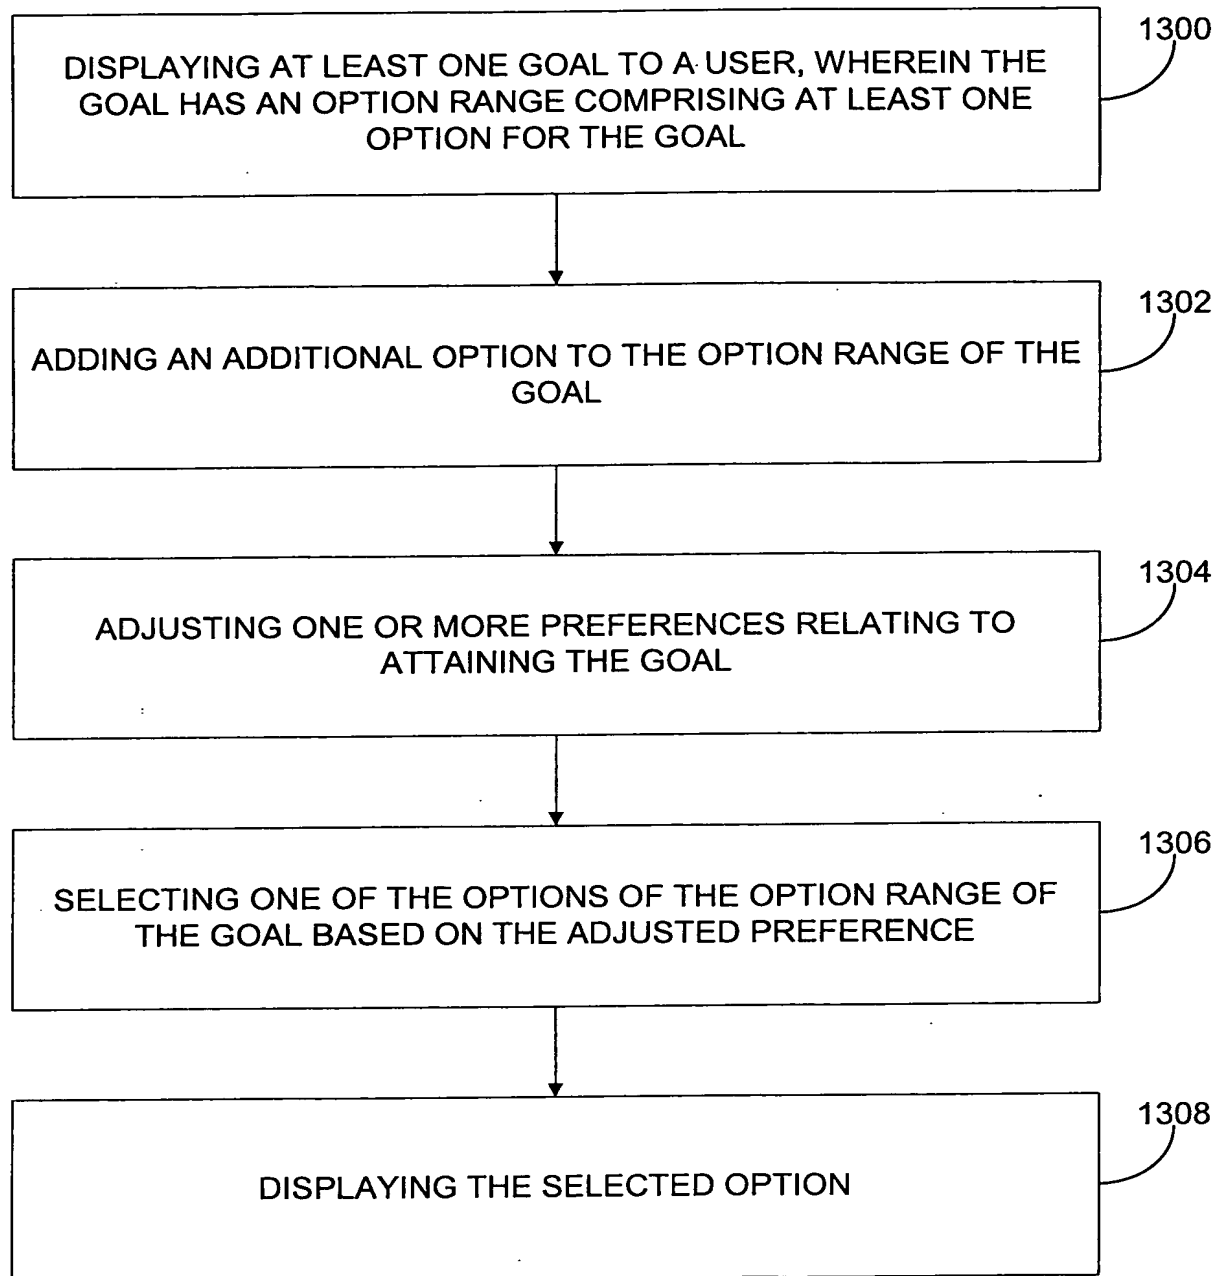 1300
DISPLAYING AT LEAST ONE GOAL TO A USER, WHEREIN THE
GOAL HAS AN OPTION RANGE COMPRISING AT LEAST ONE
OPTION FOR THE GOAL
1302
ADDING AN ADDITIONAL OPTION TO THE OPTION RANGE OF THE
GOAL
1304
ADJUSTING ONE OR MORE PREFERENCES RELATING TO
ATTAINING THE GOAL
1306
SELECTING ONE OF THE OPTIONS OF THE OPTION RANGE OF
THE GOAL BASED ON THE ADJUSTED PREFERENCE
1308
DISPLAYING THE SELECTED OPTION